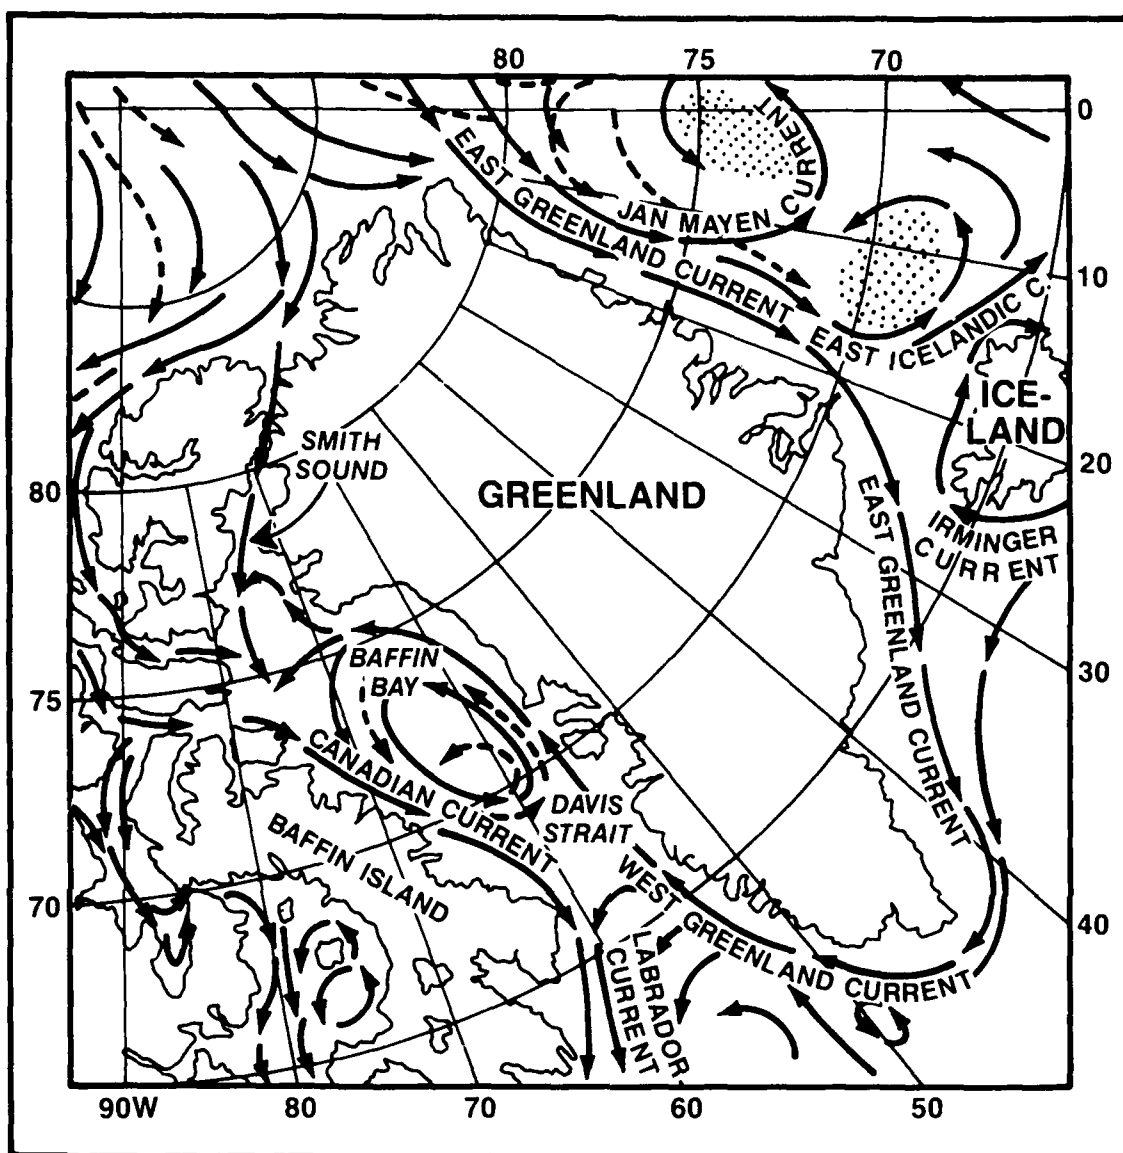 80
75
70
0
EAST GREENLAND CURRENT
JAN MAYEN CURRENT
10
EAST ICELANDIC C.
ICE-
LAND
SMITH
SOUND
80
GREENLAND
20
IRMINGER
CURRENT
EAST GREENLAND CURRENT
BAFFIN
BAY
30
75
CANADIAN CURRENT
DAVIS
STRAIT
BAFFIN ISLAND
WEST GREENLAND CURRENT
70
40
LABRADOR
CURRENT
90W
80
70
60
50